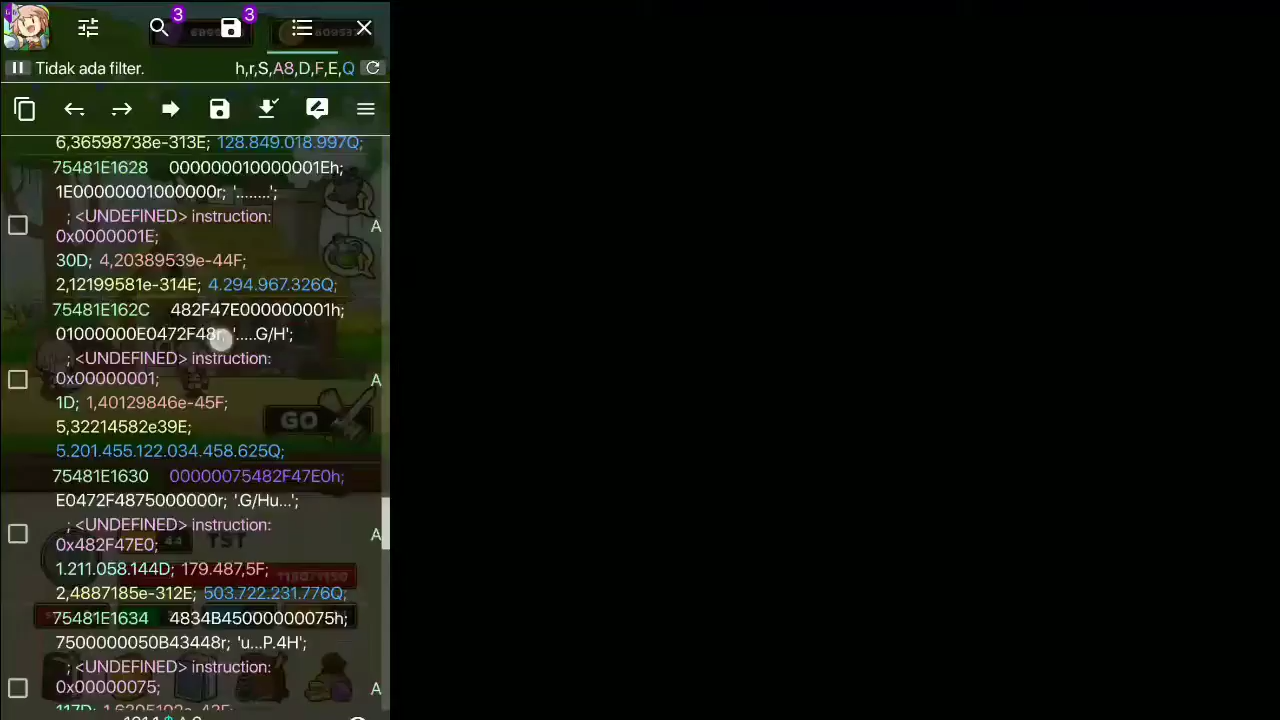 3
3
Tidak ada filter.
h,r,S,A8,D,F,E,Q
6,36598738e-313E; 128.849.018.997Q;
75481E1628 000000010000001Eh;
1E00000001000000r; '........';
; <UNDEFINED> instruction:
0x0000001E;
A
30D; 4,20389539e-44F;
2,12199581e-314E; 4.294.967.326Q;
75481E162C 482F47E000000001h;
01000000E0472F48r; '.....G/H';
; <UNDEFINED> instruction:
0x00000001;
A
1D; 1,40129846e-45F;
5,32214582e39E;
GO
5.201.455.122.034.458.625Q;
75481E1630 00000075482F47E0h;
E0472F4875000000r; '.G/Hu...';
; <UNDEFINED> instruction:
0x482F47E0;
A
44 TST
1.211.058.144D; 179.487,5F;
2,4887185e-312E; 503.722.231.776Q;
75481E1634 4834B45000000075h;
7500000050B43448r; 'u...P.4H';
; <UNDEFINED> instruction:
0x00000075;
A